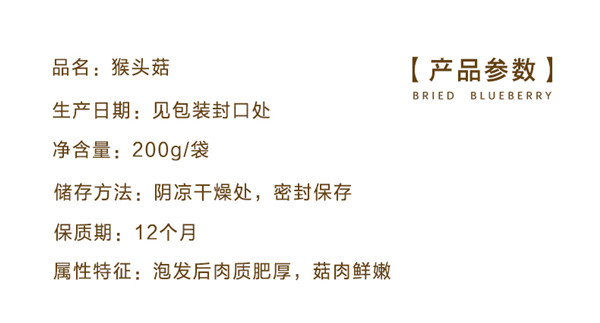 品名：猴头菇
【产品参数】
BRIED BLUEBERRY
生产日期：见包装封口处
净含量：200g/袋
储存方法：阴凉干燥处，密封保存
保质期：12个月
属性特征：泡发后肉质肥厚，菇肉鲜嫩